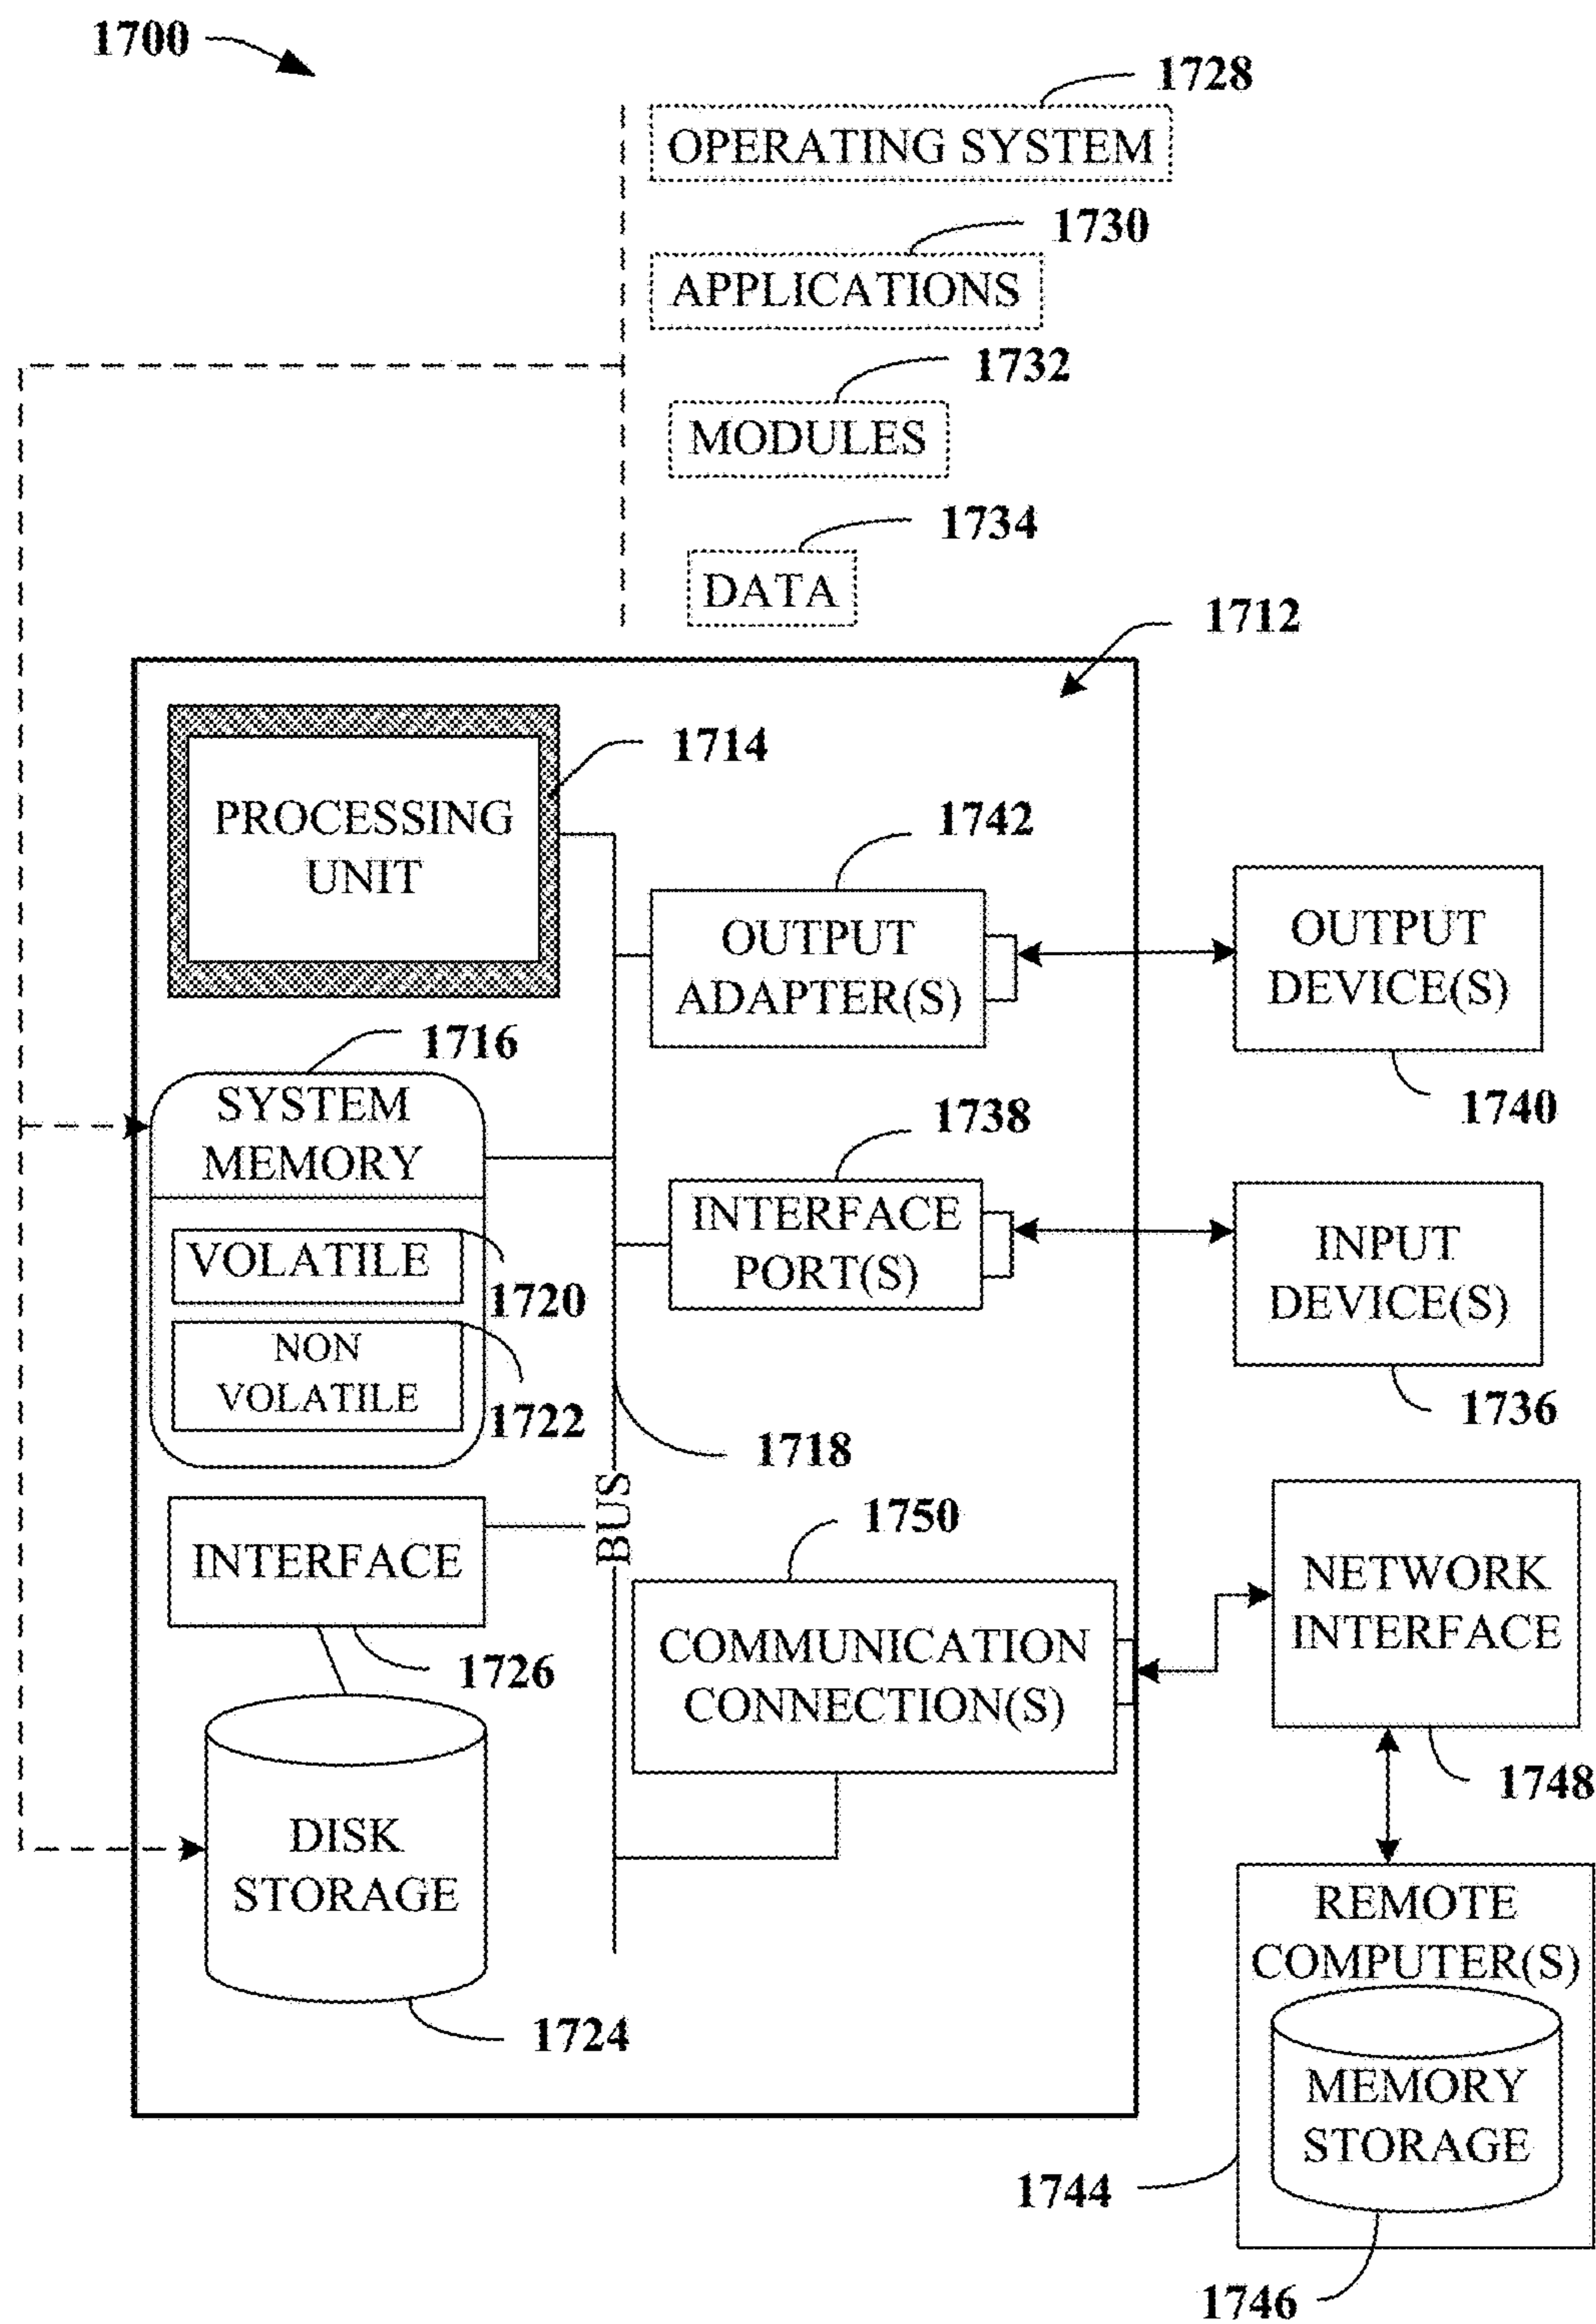 1700
1728
OPERATING SYSTEM
1730
APPLICATIONS
1732
MODULES
1734
DATA
1712
1714
PROCESSING
UNIT
1742
OUTPUT
ADAPTER(S)
OUTPUT
DEVICE(S)
1740
1716
SYSTEM
MEMORY
VOLATILE
1720
NON
VOLATILE
1722
1738
INTERFACE
PORT(S)
INPUT
DEVICE(S)
1736
1718
BUS
INTERFACE
1726
1750
COMMUNICATION
CONNECTION(S)
NETWORK
INTERFACE
1748
DISK
STORAGE
1724
REMOTE
COMPUTER(S)
MEMORY
STORAGE
1744
1746